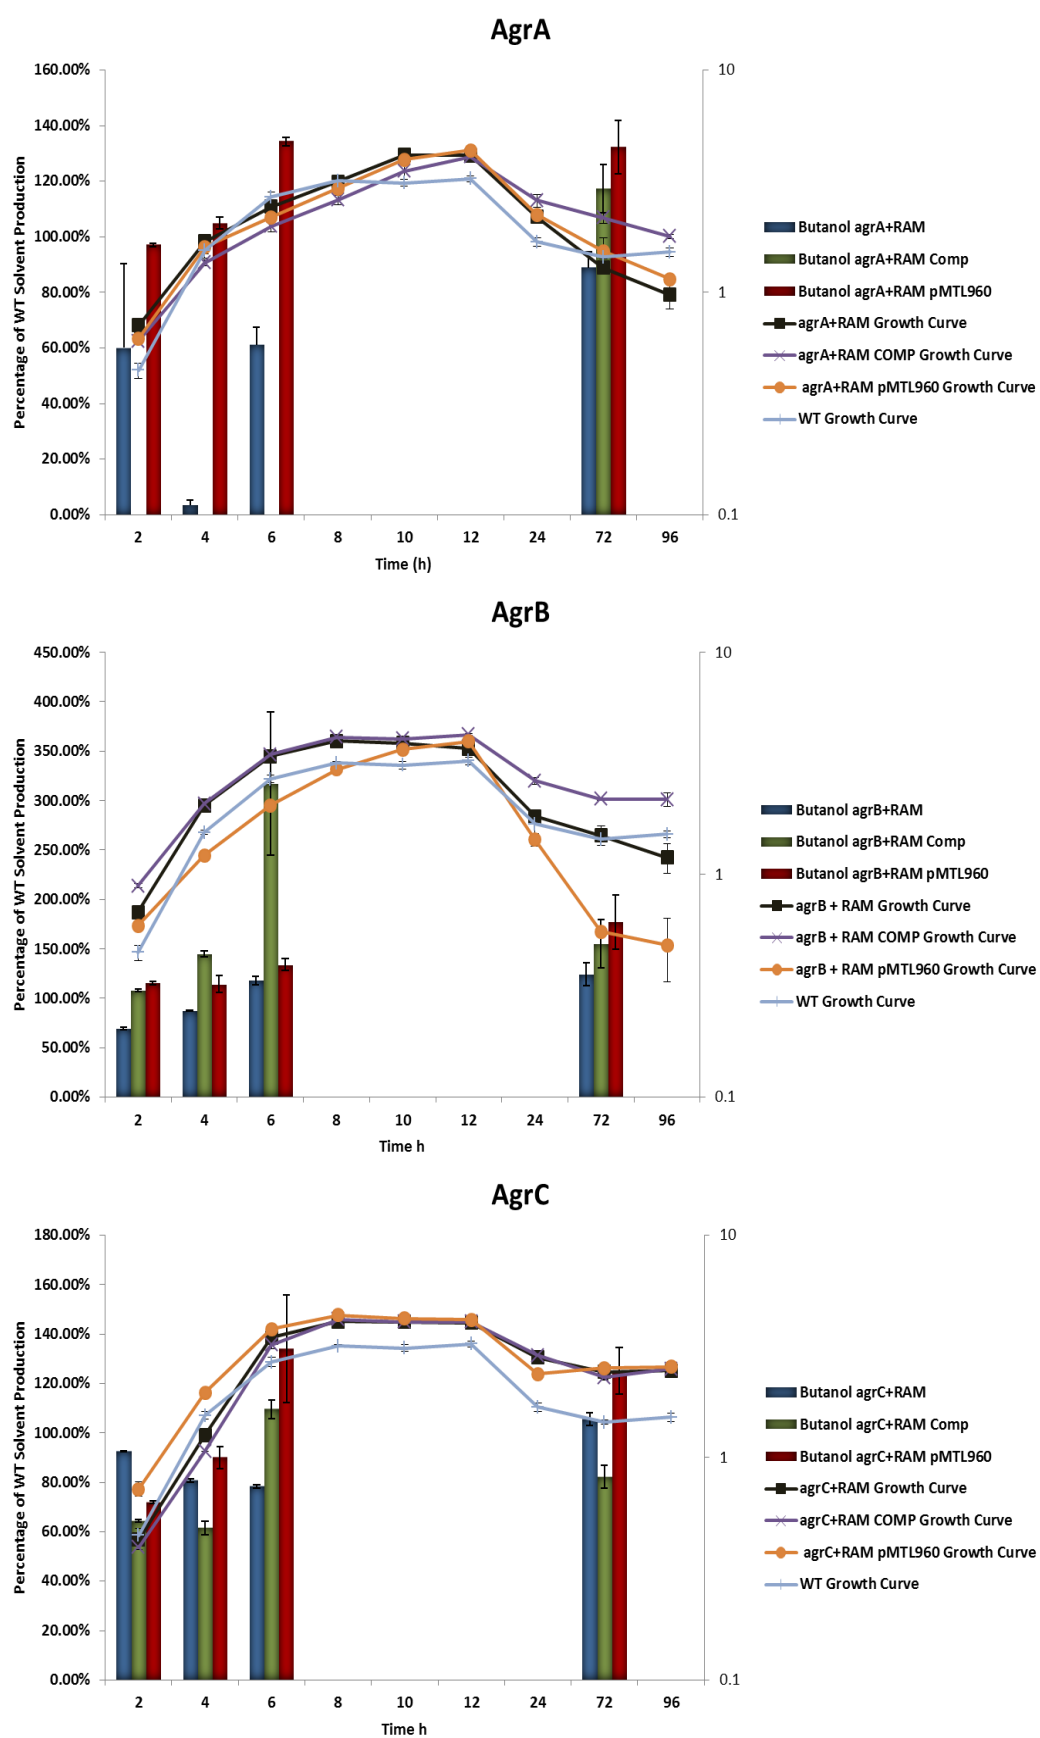 AgrA
160.00%
140.00%
120.00%
100.00%
80.00%
60.00%
40.00%
20.00%
0.00%
Percentage of WT Solvent Production
10
1
0.1
2 4 6 8 10 12 24 72 96
Time (h)
Butanol agrA+RAM
Butanol agrA+RAM Comp
Butanol agrA+RAM pMTL960
agrA+RAM Growth Curve
agrA+RAM COMP Growth Curve
agrA+RAM pMTL960 Growth Curve
WT Growth Curve
AgrB
450.00%
400.00%
350.00%
300.00%
250.00%
200.00%
150.00%
100.00%
50.00%
0.00%
Percentage of WT Solvent Production
10
1
0.1
2 4 6 8 10 12 24 72 96
Time h
Butanol agrB+RAM
Butanol agrB+RAM Comp
Butanol agrB+RAM pMTL960
agrB + RAM Growth Curve
agrB + RAM COMP Growth Curve
agrB + RAM pMTL960 Growth Curve
WT Growth Curve
AgrC
180.00%
160.00%
140.00%
120.00%
100.00%
80.00%
60.00%
40.00%
20.00%
0.00%
Percentage of WT Solvent Production
10
1
0.1
2 4 6 8 10 12 24 72 96
Time h
Butanol agrC+RAM
Butanol agrC+RAM Comp
Butanol agrC+RAM pMTL960
agrC+RAM Growth Curve
agrC+RAM COMP Growth Curve
agrC+RAM pMTL960 Growth Curve
WT Growth Curve